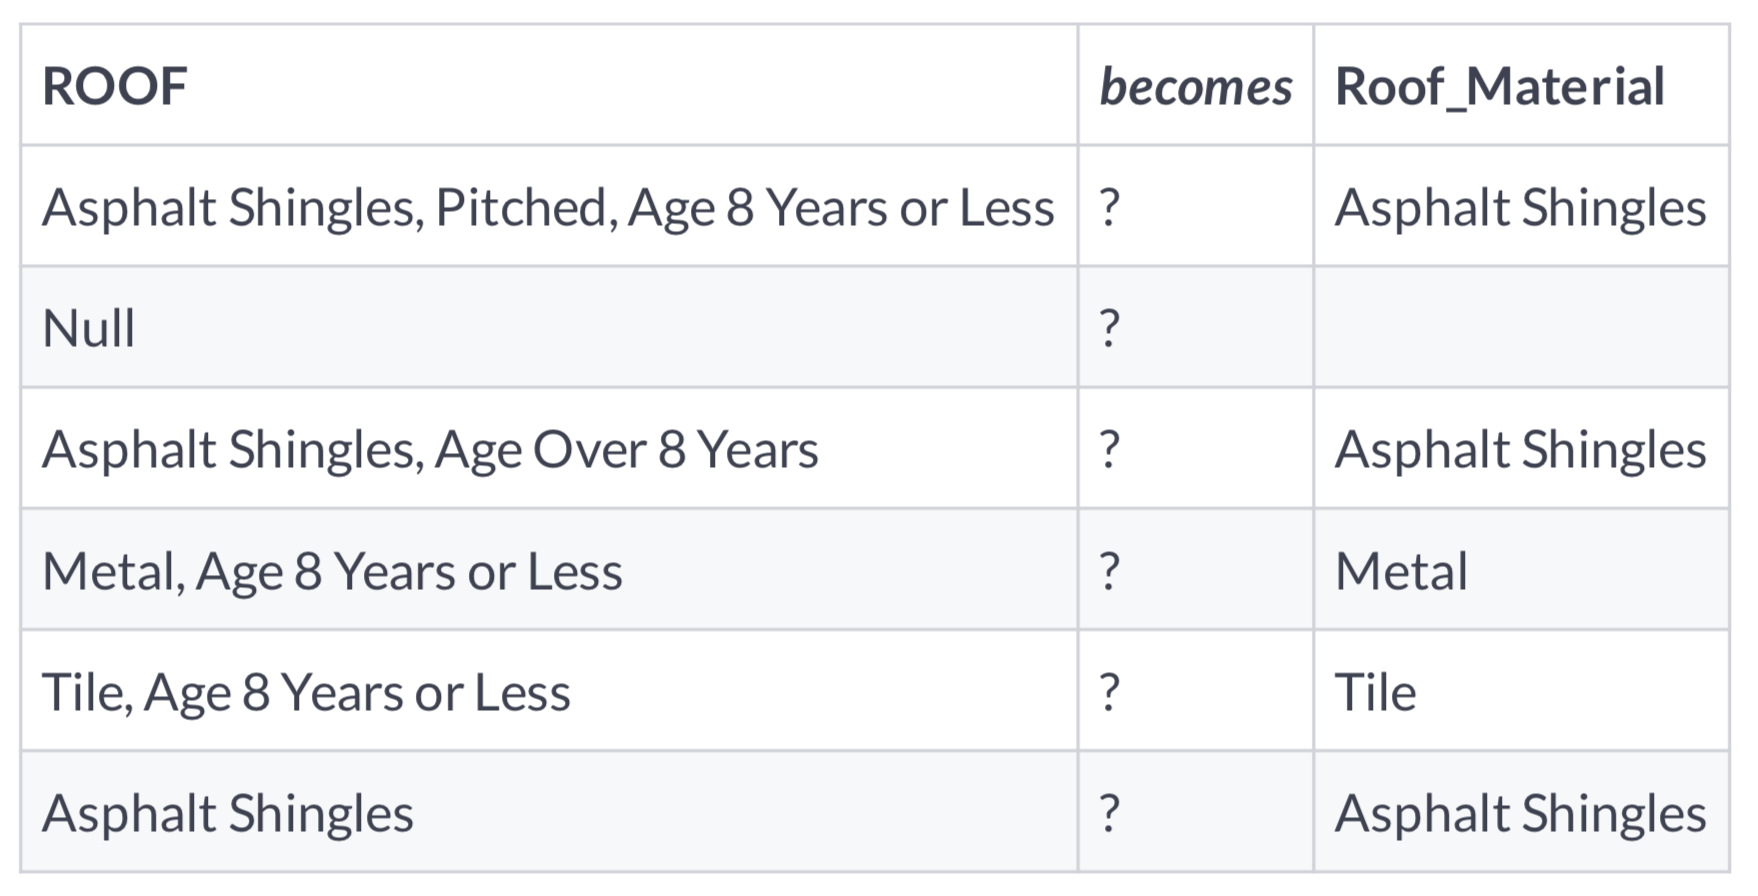 ROOF becomes Roof_Material
Asphalt Shingles, Pitched, Age 8 Years or Less ? Asphalt Shingles
Null ?
Asphalt Shingles, Age Over 8 Years ? Asphalt Shingles
Metal, Age 8 Years or Less ? Metal
Tile, Age 8 Years or Less ? Tile
Asphalt Shingles ? Asphalt Shingles